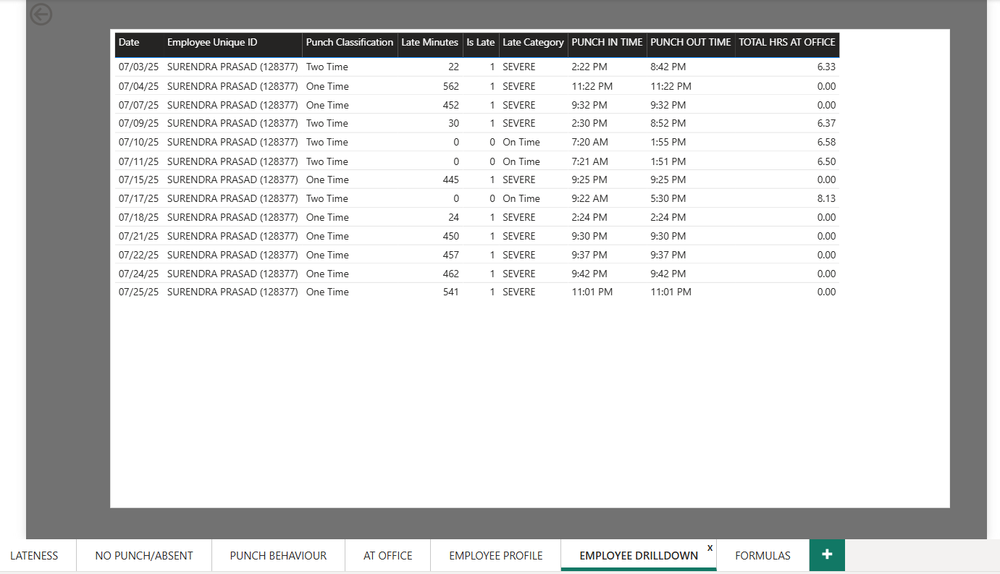 Date Employee Unique ID Punch Classification Late Minutes Is Late Late Category PUNCH IN TIME PUNCH OUT TIME TOTAL HRS AT OFFICE
07/03/25 SURENDRA PRASAD (128377) Two Time 22 1 SEVERE 2:22 PM 8:42 PM 6.33
07/04/25 SURENDRA PRASAD (128377) One Time 562 1 SEVERE 11:22 PM 11:22 PM 0.00
07/07/25 SURENDRA PRASAD (128377) One Time 452 1 SEVERE 9:32 PM 9:32 PM 0.00
07/09/25 SURENDRA PRASAD (128377) Two Time 30 1 SEVERE 2:30 PM 8:52 PM 6.37
07/10/25 SURENDRA PRASAD (128377) Two Time 0 0 On Time 7:20 AM 1:55 PM 6.58
07/11/25 SURENDRA PRASAD (128377) Two Time 0 0 On Time 7:21 AM 1:51 PM 6.50
07/15/25 SURENDRA PRASAD (128377) One Time 445 1 SEVERE 9:25 PM 9:25 PM 0.00
07/17/25 SURENDRA PRASAD (128377) Two Time 0 0 On Time 9:22 AM 5:30 PM 8.13
07/18/25 SURENDRA PRASAD (128377) One Time 24 1 SEVERE 2:24 PM 2:24 PM 0.00
07/21/25 SURENDRA PRASAD (128377) One Time 450 1 SEVERE 9:30 PM 9:30 PM 0.00
07/22/25 SURENDRA PRASAD (128377) One Time 457 1 SEVERE 9:37 PM 9:37 PM 0.00
07/24/25 SURENDRA PRASAD (128377) One Time 462 1 SEVERE 9:42 PM 9:42 PM 0.00
07/25/25 SURENDRA PRASAD (128377) One Time 541 1 SEVERE 11:01 PM 11:01 PM 0.00
LATENESS NO PUNCH/ABSENT PUNCH BEHAVIOUR AT OFFICE EMPLOYEE PROFILE EMPLOYEE DRILLDOWN x FORMULAS +